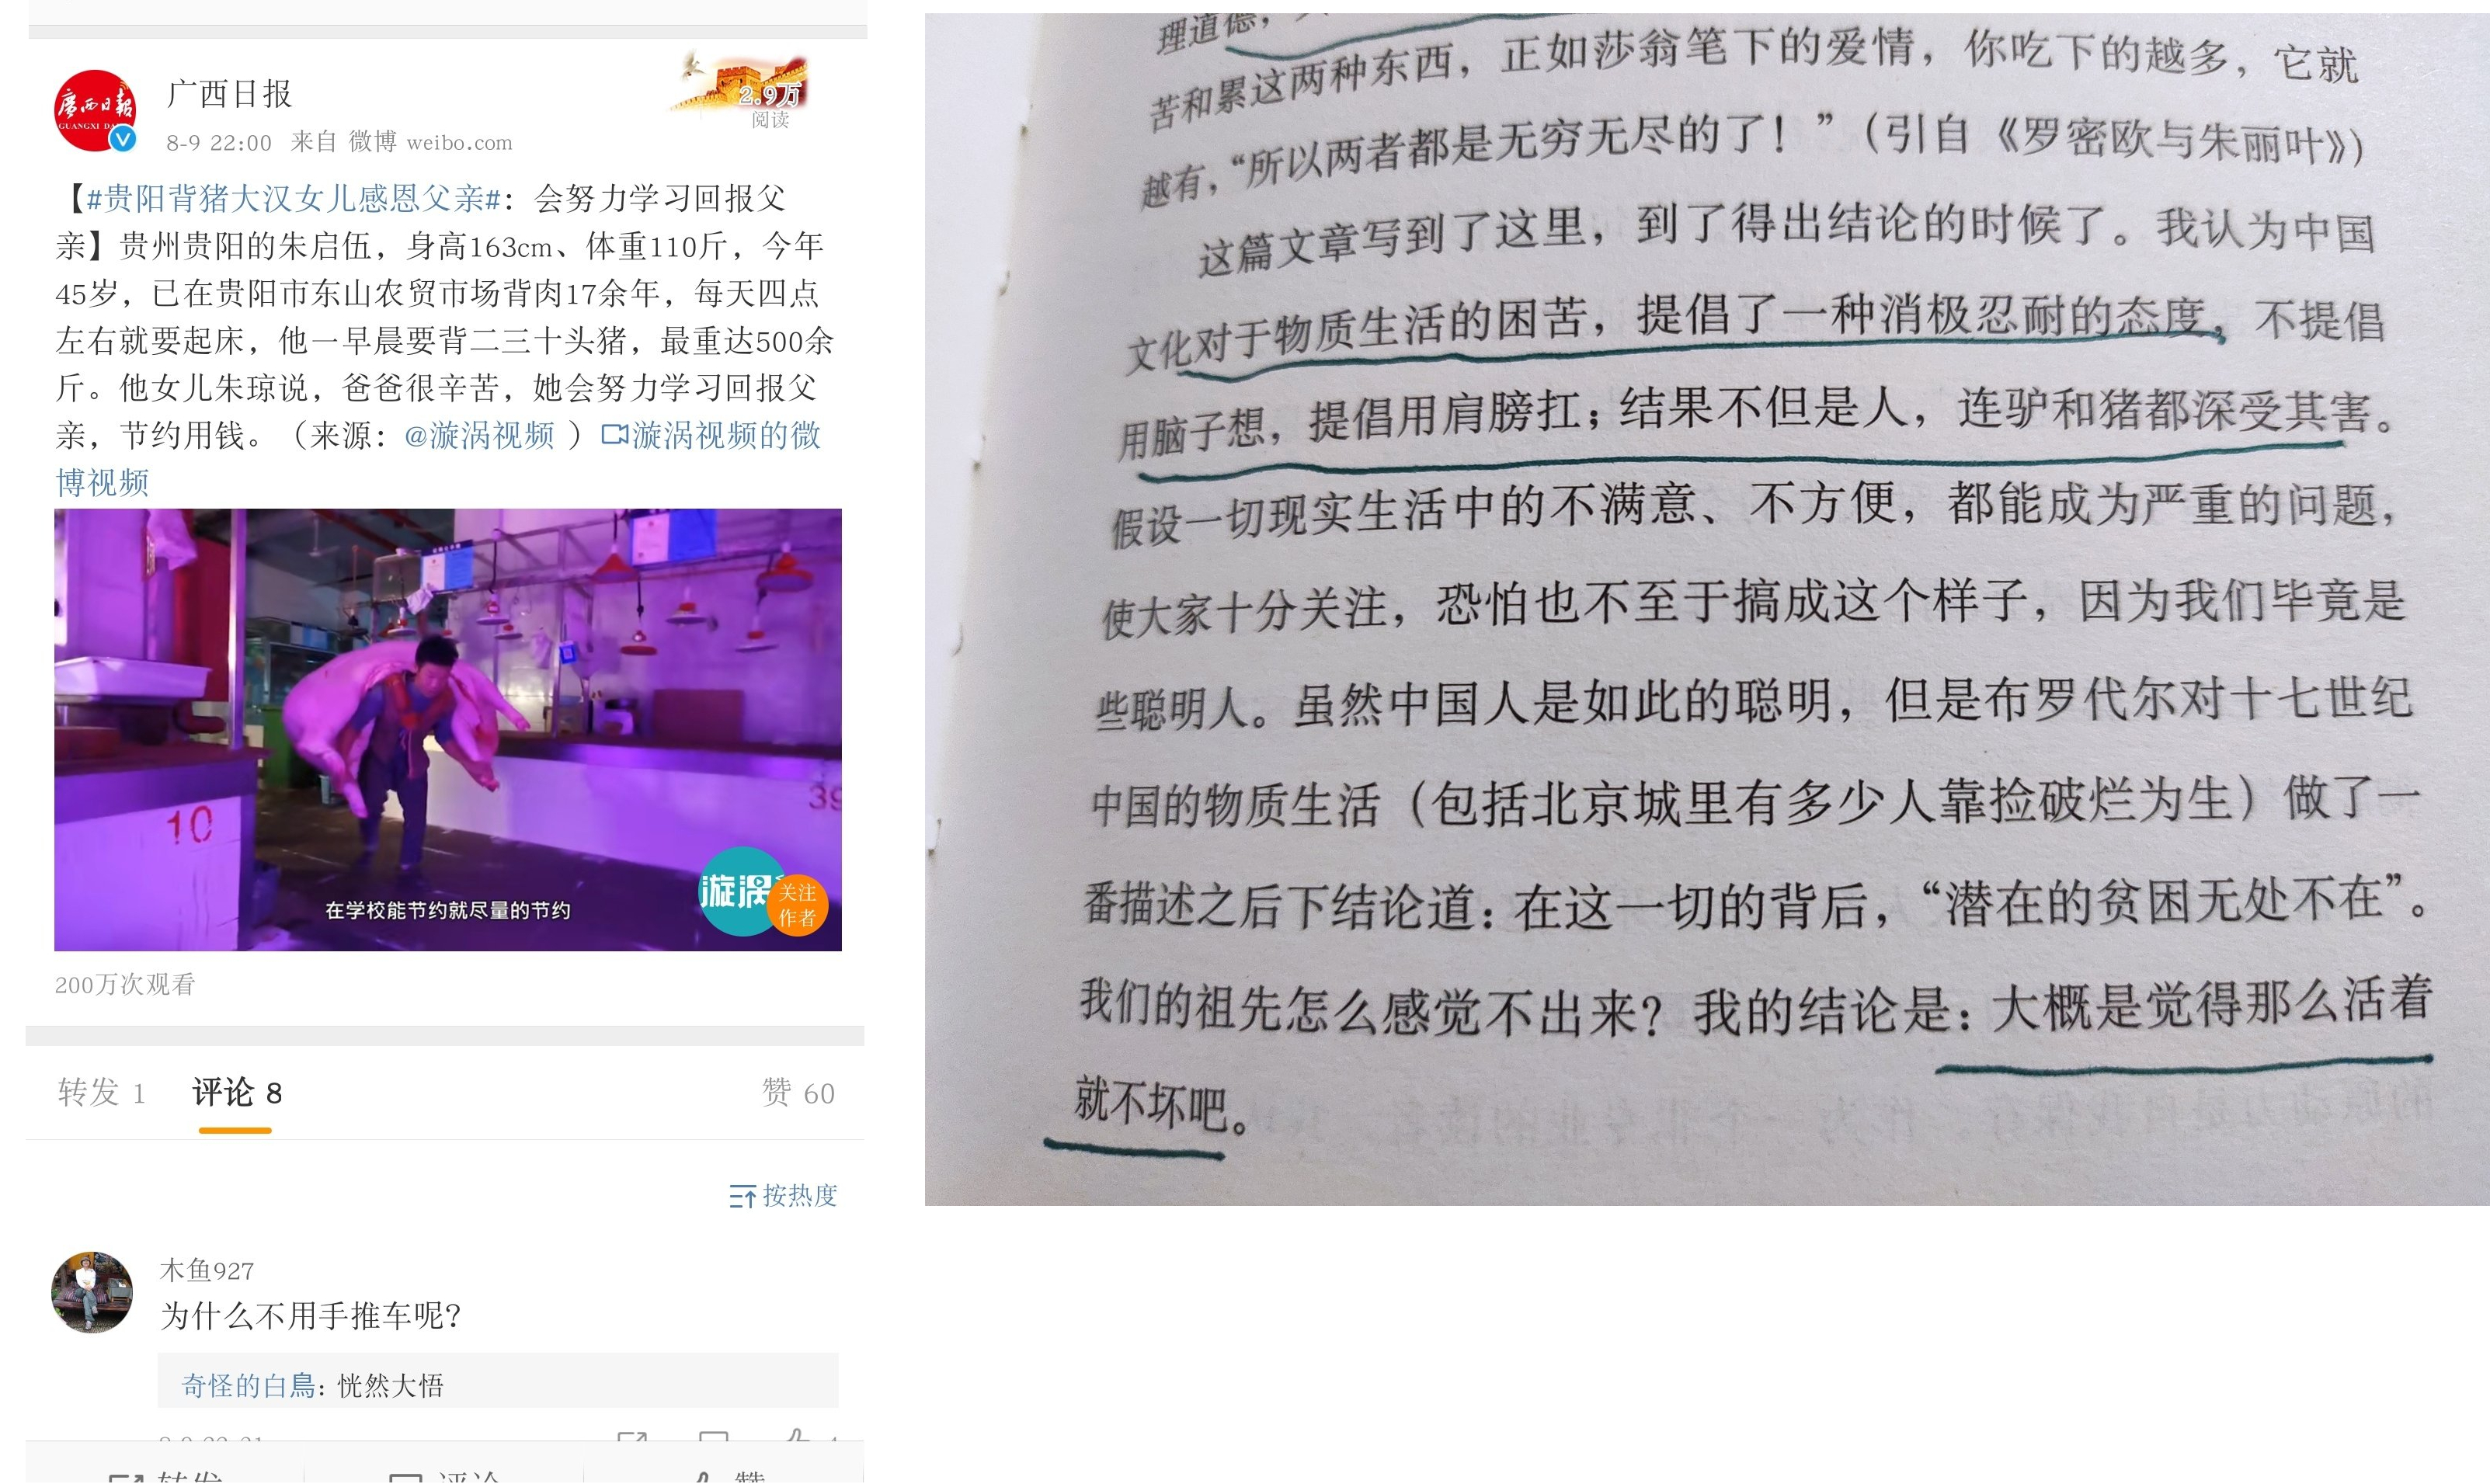 广西日报
8-9 22:00 来自 微博 weibo.com
2.9万
阅读
廣西日報
【#贵阳背猪大汉女儿感恩父亲#：会努力学习回报父
亲】贵州贵阳的朱启伍，身高163cm、体重110斤，今年
45岁，已在贵阳市东山农贸市场背肉17余年，每天四点
左右就要起床，他一早晨要背二三十头猪，最重达500余
斤。他女儿朱琼说，爸爸很辛苦，她会努力学习回报父
亲，节约用钱。（来源：@漩涡视频 ）漩涡视频的微
博视频
10
39
漩涡
关注
作者
在学校能节约就尽量的节约
200万次观看
转发 1 评论 8 赞 60
按热度
木鱼927
为什么不用手推车呢？
奇怪的白鳥：恍然大悟
转发 评论 赞
理道德，
苦和累这两种东西，正如莎翁笔下的爱情，你吃下的越多，它就
越有，“所以两者都是无穷无尽的了！”（引自《罗密欧与朱丽叶》）
这篇文章写到了这里，到了得出结论的时候了。我认为中国
文化对于物质生活的困苦，提倡了一种消极忍耐的态度，不提倡
用脑子想，提倡用肩膀扛；结果不但是人，连驴和猪都深受其害。
假设一切现实生活中的不满意、不方便，都能成为严重的问题，
使大家十分关注，恐怕也不至于搞成这个样子，因为我们毕竟是
些聪明人。虽然中国人是如此的聪明，但是布罗代尔对十七世纪
中国的物质生活（包括北京城里有多少人靠捡破烂为生）做了一
番描述之后下结论道：在这一切的背后，“潜在的贫困无处不在”。
我们的祖先怎么感觉不出来？我的结论是：大概是觉得那么活着
就不坏吧。